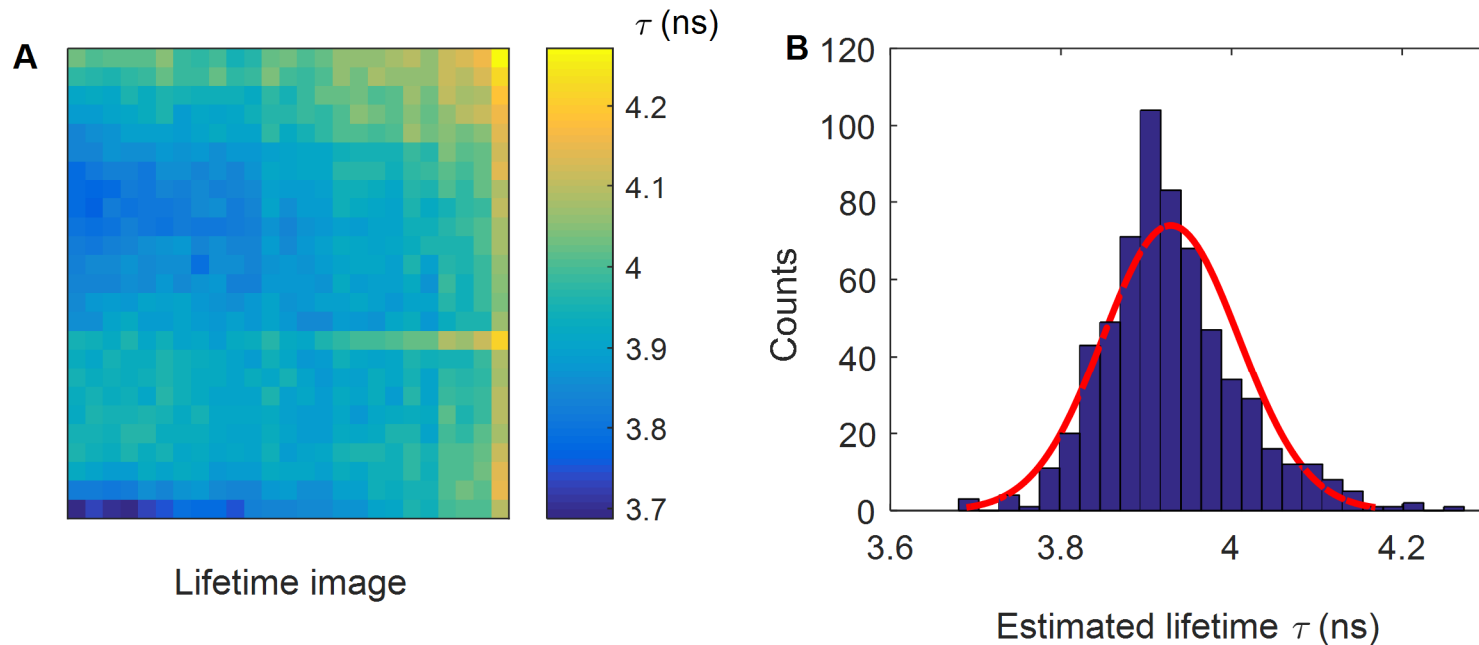 A
τ (ns)
4.2
4.1
4
3.9
3.8
3.7
Lifetime image
B
120
100
80
60
40
20
0
3.6 3.8 4 4.2
Counts
Estimated lifetime τ (ns)